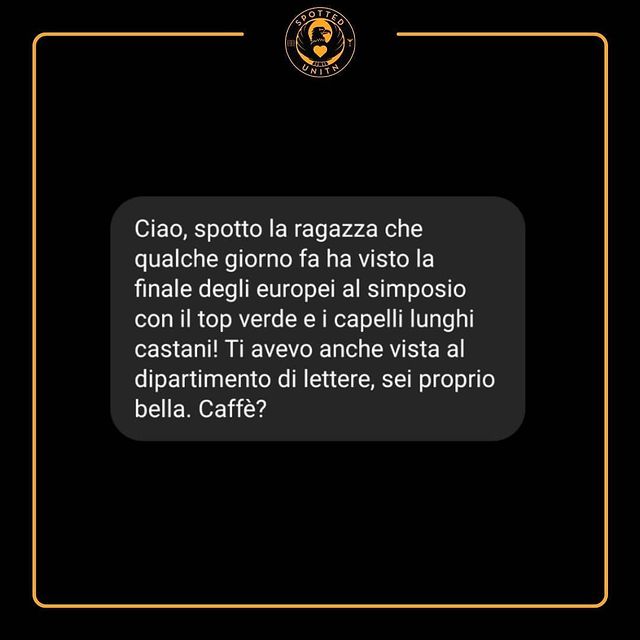 SPOTTED
UNITN
Ciao, spotto la ragazza che
qualche giorno fa ha visto la
finale degli europei al simposio
con il top verde e i capelli lunghi
castani! Ti avevo anche vista al
dipartimento di lettere, sei proprio
bella. Caffè?